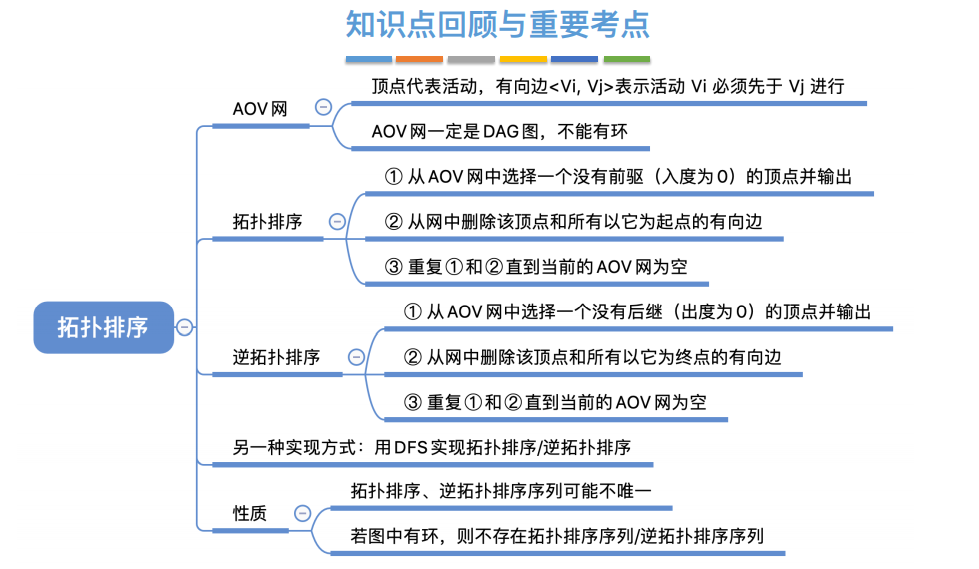 知识点回顾与重要考点
顶点代表活动，有向边<Vi, Vj>表示活动 Vi 必须先于 Vj 进行
AOV网
AOV网一定是DAG图，不能有环
① 从AOV网中选择一个没有前驱（入度为0）的顶点并输出
拓扑排序
② 从网中删除该顶点和所有以它为起点的有向边
③ 重复①和②直到当前的AOV网为空
拓扑排序
① 从AOV网中选择一个没有后继（出度为0）的顶点并输出
逆拓扑排序
② 从网中删除该顶点和所有以它为终点的有向边
③ 重复①和②直到当前的AOV网为空
另一种实现方式：用DFS实现拓扑排序/逆拓扑排序
拓扑排序、逆拓扑排序序列可能不唯一
性质
若图中有环，则不存在拓扑排序序列/逆拓扑排序序列